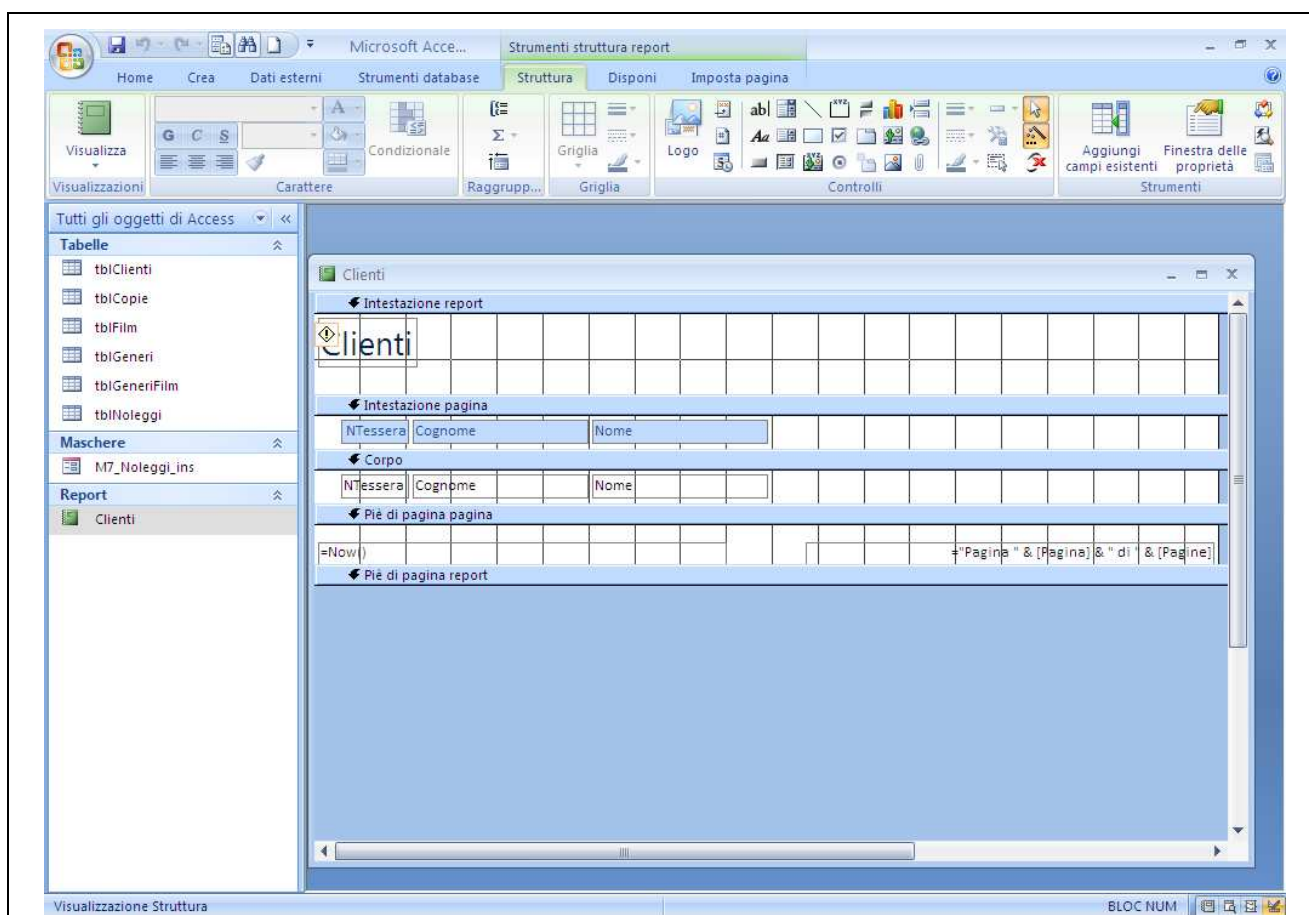 Microsoft Acce...
Strumenti struttura report
Home
Crea
Dati esterni
Strumenti database
Struttura
Disponi
Imposta pagina
Visualizza
G C S
A
Condizionale
Griglia
Logo
ab|
Aa
Aggiungi
campi esistenti
Finestra delle
proprietà
Visualizzazioni
Carattere
Raggrupp...
Griglia
Controlli
Strumenti
Tutti gli oggetti di Access
Tabelle
tblClienti
tblCopie
tblFilm
tblGeneri
tblGeneriFilm
tblNoleggi
Maschere
M7_Noleggi_ins
Report
Clienti
Clienti
Intestazione report
Clienti
Intestazione pagina
NTessera Cognome Nome
Corpo
NTessera Cognome Nome
Piè di pagina pagina
=Now() ="Pagina " & [Pagina] & " di " & [Pagine]
Piè di pagina report
Visualizzazione Struttura
BLOC NUM